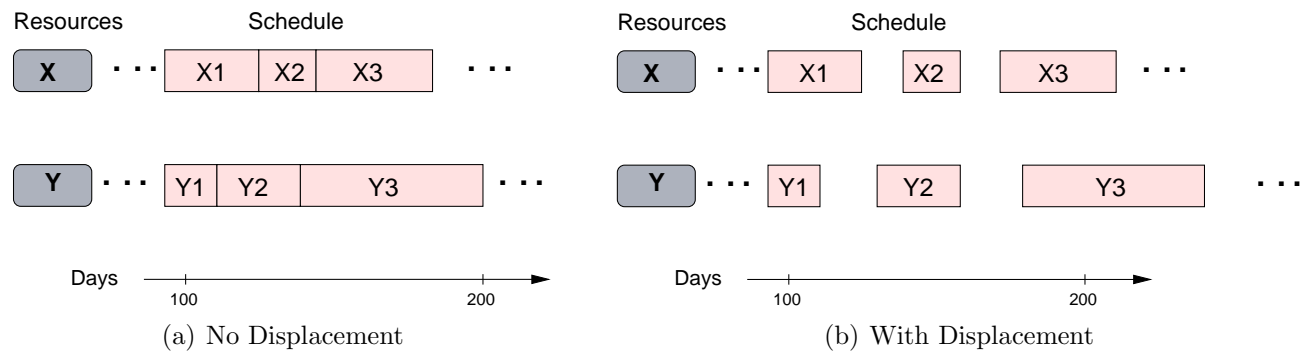 Resources Schedule
X ... X1 X2 X3 ...
Y ... Y1 Y2 Y3 ...
Days
100 200
(a) No Displacement
Resources Schedule
X ... X1 X2 X3 ...
Y ... Y1 Y2 Y3 ...
Days
100 200
(b) With Displacement